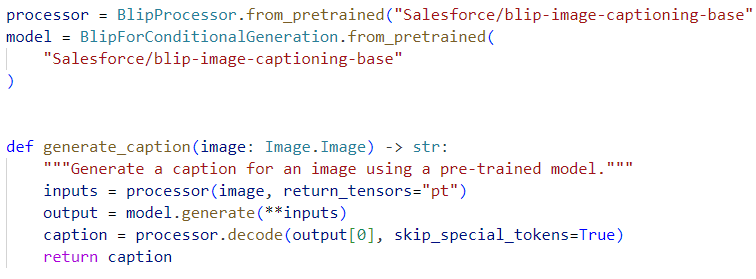 processor = BlipProcessor.from_pretrained("Salesforce/blip-image-captioning-base"
model = BlipForConditionalGeneration.from_pretrained(
    "Salesforce/blip-image-captioning-base"
)
def generate_caption(image: Image.Image) -> str:
    """Generate a caption for an image using a pre-trained model."""
    inputs = processor(image, return_tensors="pt")
    output = model.generate(**inputs)
    caption = processor.decode(output[0], skip_special_tokens=True)
    return caption